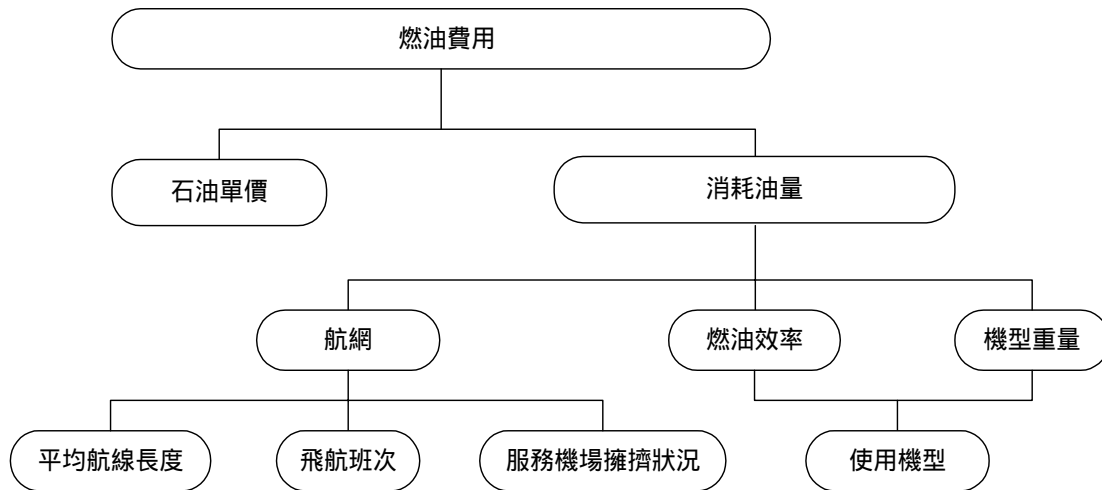 燃油費用
石油單價
消耗油量
航網
燃油效率
機型重量
平均航線長度
飛航班次
服務機場擁擠狀況
使用機型